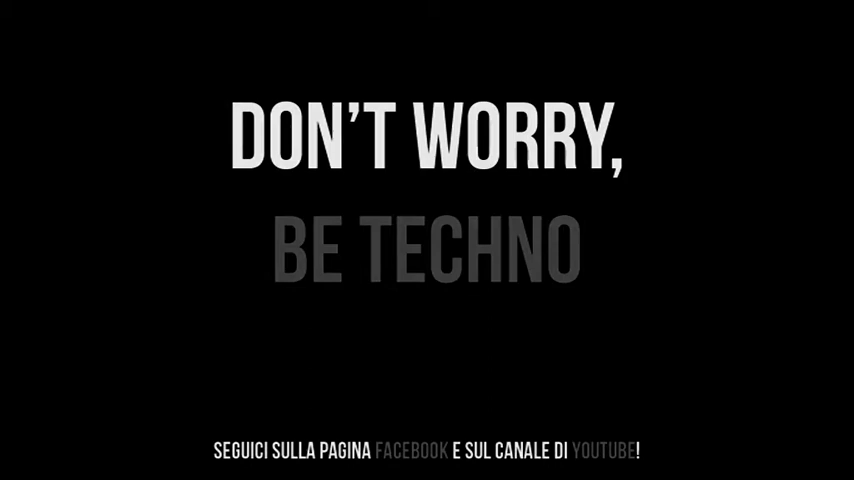 DON'T WORRY,
BE TECHNO
SEGUICI SULLA PAGINA FACEBOOK E SUL CANALE DI YOUTUBE!